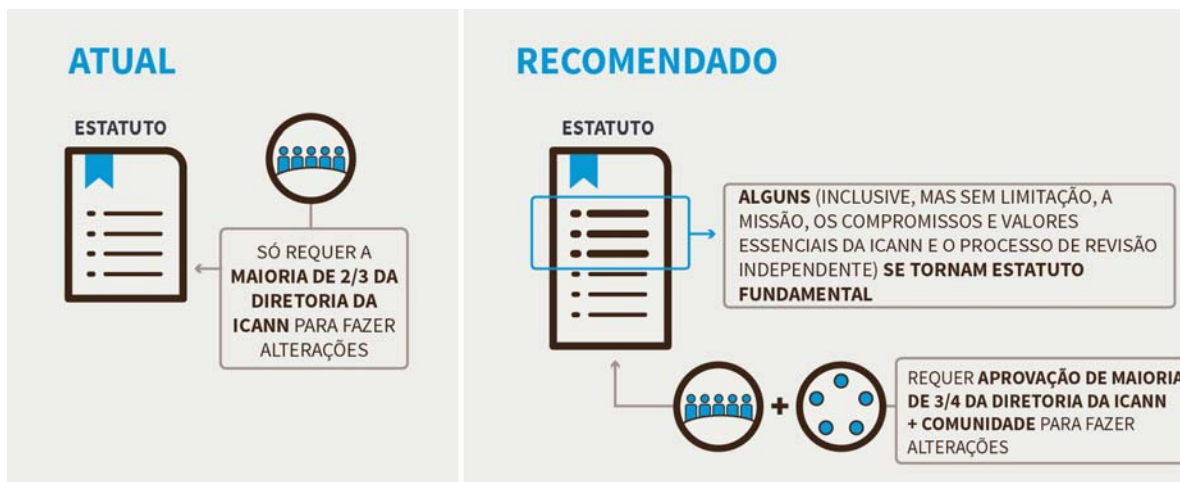 ATUAL
ESTATUTO
SÓ REQUER A
MAIORIA DE 2/3 DA
DIRETORIA DA
ICANN PARA FAZER
ALTERAÇÕES
RECOMENDADO
ESTATUTO
ALGUNS (INCLUSIVE, MAS SEM LIMITAÇÃO, A
MISSÃO, OS COMPROMISSOS E VALORES
ESSENCIAIS DA ICANN E O PROCESSO DE REVISÃO
INDEPENDENTE) SE TORNAM ESTATUTO
FUNDAMENTAL
REQUER APROVAÇÃO DE MAIORIA
DE 3/4 DA DIRETORIA DA ICANN
+ COMUNIDADE PARA FAZER
ALTERAÇÕES